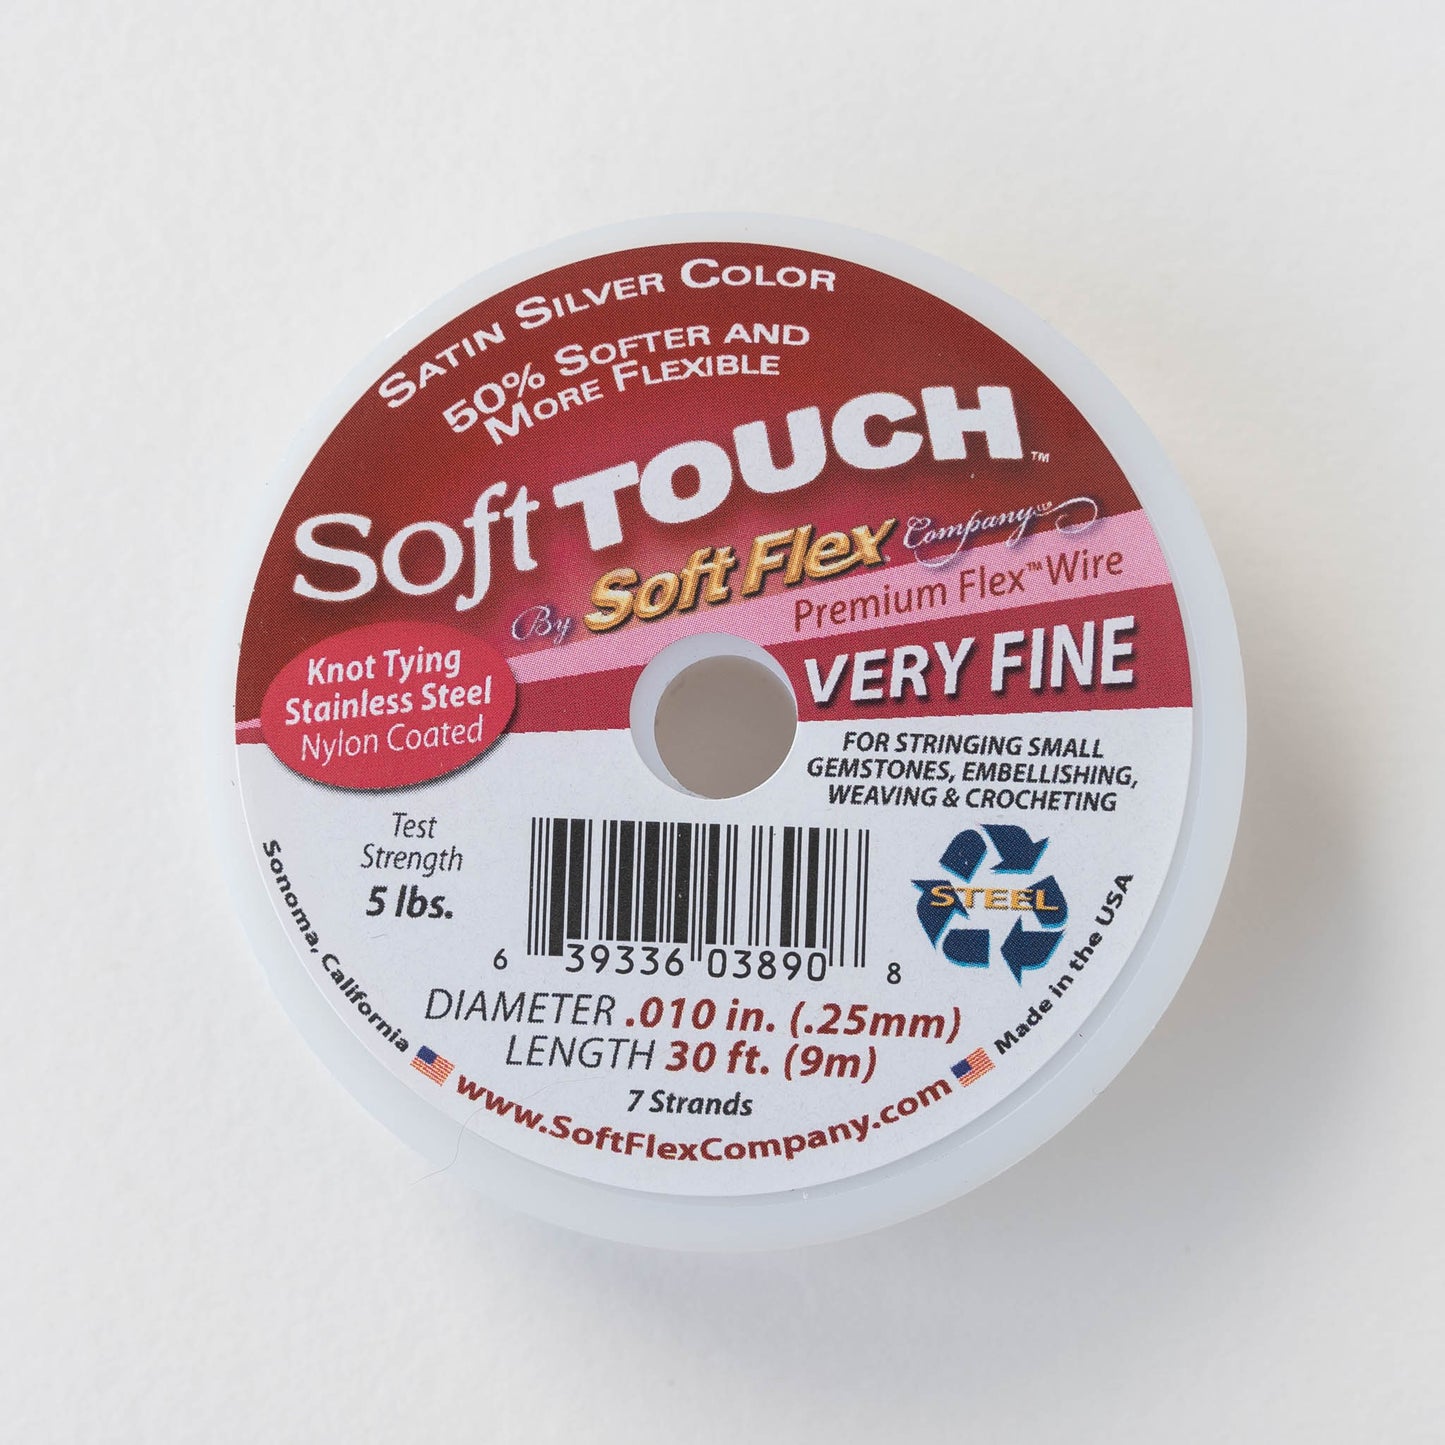 SATIN SILVER COLOR
50% SOFTER AND
MORE FLEXIBLE
Soft TOUCH™
By Soft Flex Company
Premium Flex™ Wire
VERY FINE
Knot Tying
Stainless Steel
Nylon Coated
FOR STRINGING SMALL
GEMSTONES, EMBELLISHING,
WEAVING & CROCHETING
Test
Strength
5 lbs.
STEEL
6 39336 03890 8
DIAMETER .010 in. (.25mm)
LENGTH 30 ft. (9m)
7 Strands
Sonoma, California
www.SoftFlexCompany.com
Made in the USA